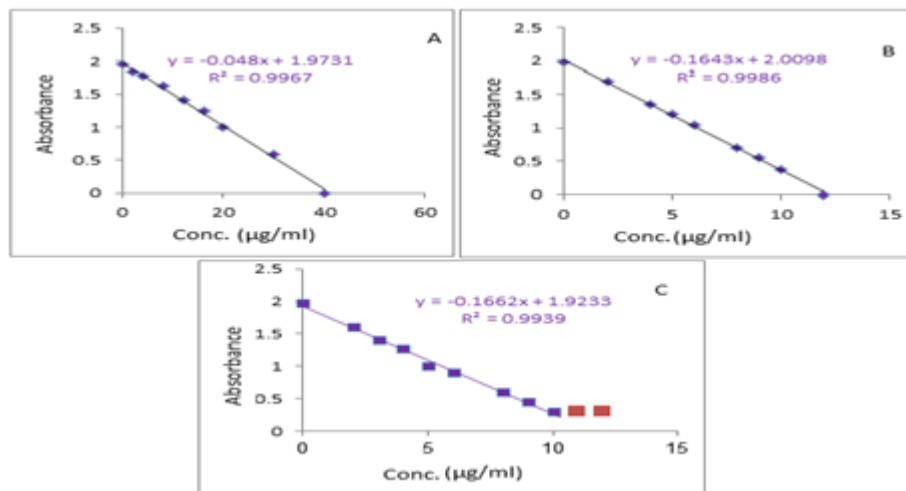 A
y = -0.048x + 1.9731
R² = 0.9967
Absorbance
2.5
2
1.5
1
0.5
0
0 20 40 60
Conc. (µg/ml)
B
y = -0.1643x + 2.0098
R² = 0.9986
Absorbance
2.5
2
1.5
1
0.5
0
0 5 10 15
Conc. (µg/ml)
C
y = -0.1662x + 1.9233
R² = 0.9939
Absorbance
2.5
2
1.5
1
0.5
0
0 5 10 15
Conc. (µg/ml)